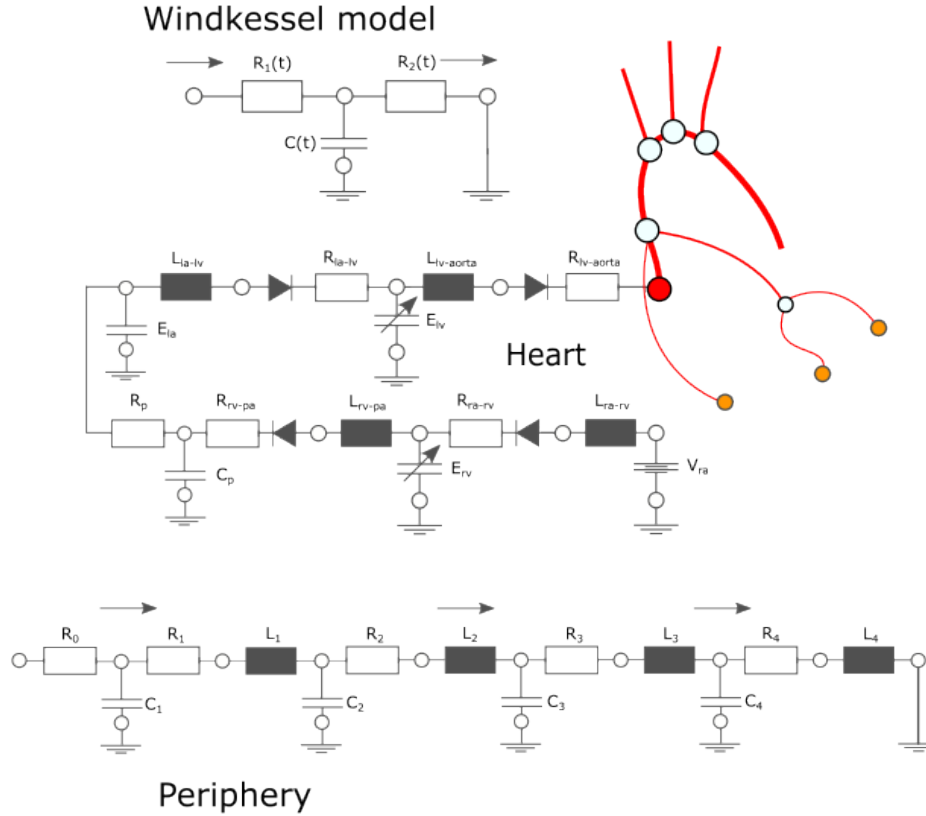 Windkessel model
R₁(t) R₂(t)
C(t)
Lla-lv Rla-lv Llv-aorta Rlv-aorta
Ela Elv
Heart
Rp Rrv-pa Lrv-pa Rra-rv Lra-rv
Cp Erv Vra
R₀ R₁ L₁ R₂ L₂ R₃ L₃ R₄ L₄
C₁ C₂ C₃ C₄
Periphery